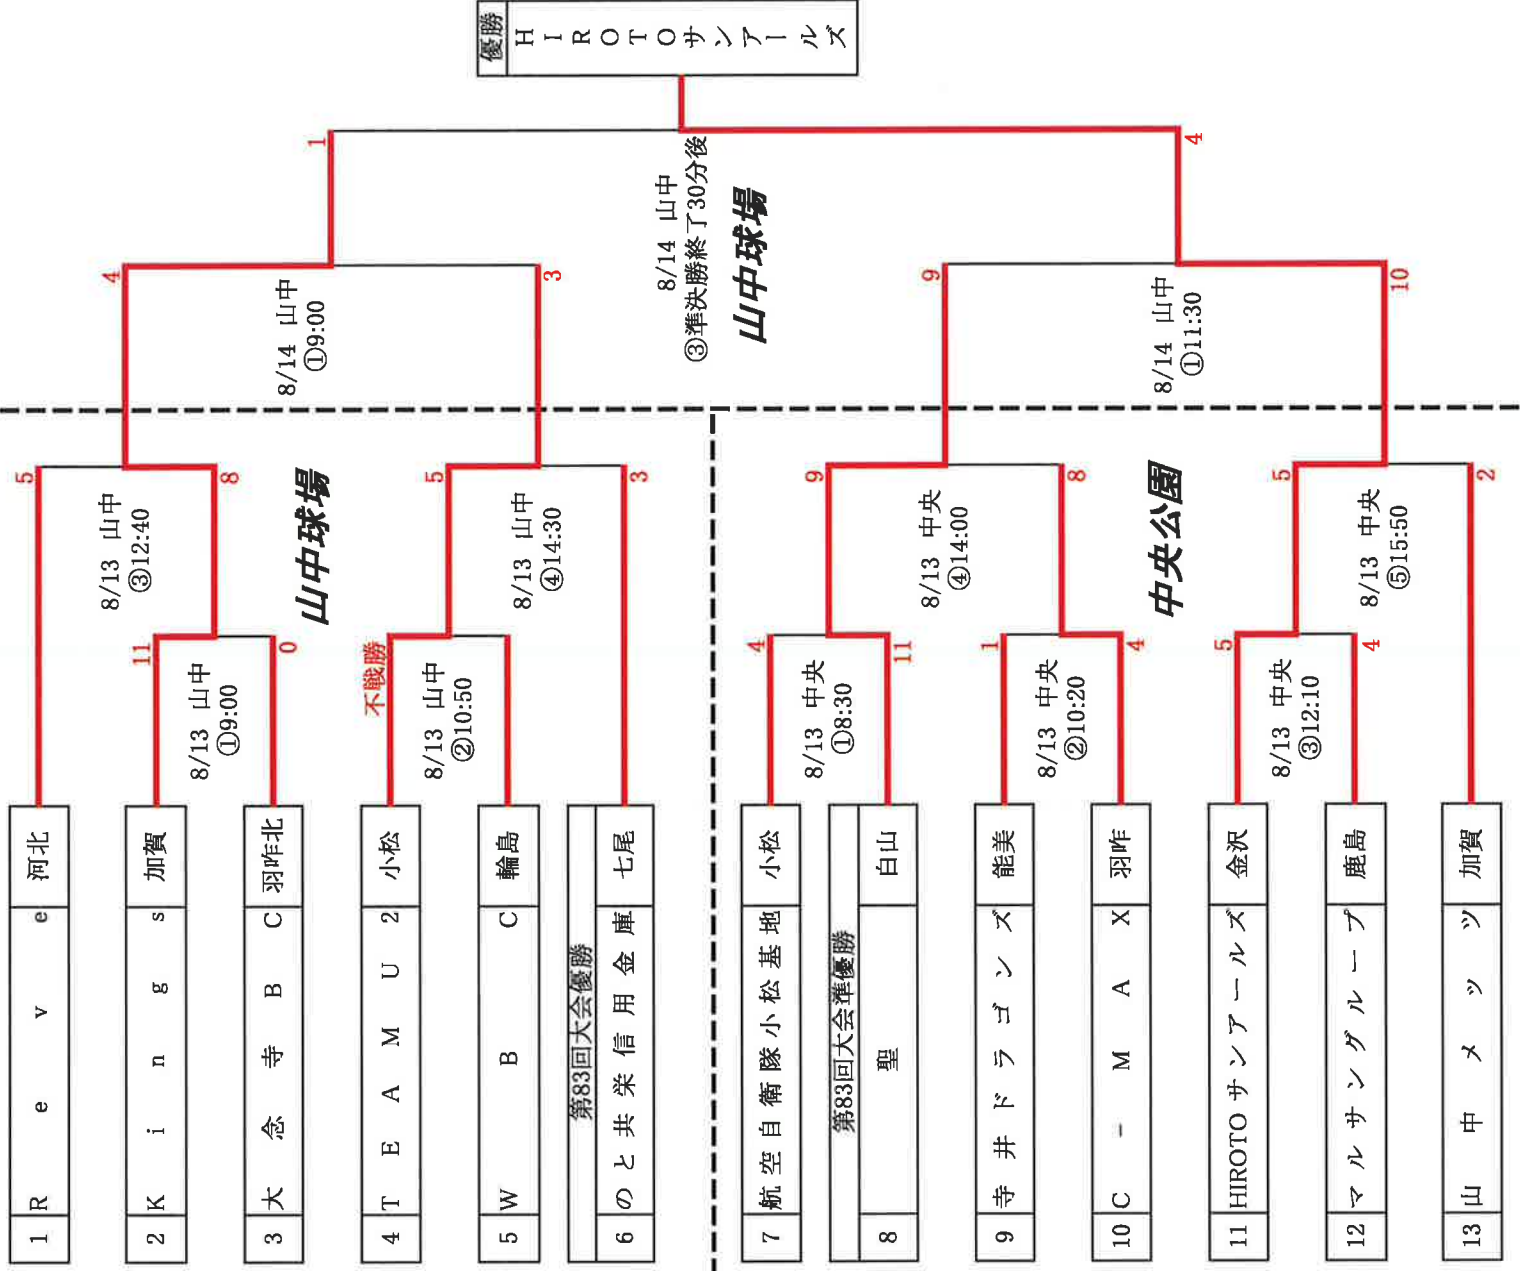 優勝
HIROTOサンアールズ
1
4
8/14 山中
③準決勝終了30分後
山中球場
4
3
8/14 山中
①9:00
9
10
8/14 山中
①11:30
5
8
8/13 山中
③12:40
山中球場
5
3
8/13 山中
④14:30
9
8
8/13 中央
④14:00
中央公園
5
2
8/13 中央
⑤15:50
11
0
8/13 山中
①9:00
不戦勝
8/13 山中
②10:50
4
11
8/13 中央
①8:30
1
4
8/13 中央
②10:20
5
4
8/13 中央
③12:10
1 Reve 河北
2 Kings 加賀
3 大念寺BC 羽咋北
4 TEAMU2 小松
5 WBC 輪島
第83回大会優勝
6 のと共栄信用金庫 七尾
7 航空自衛隊小松基地 小松
第83回大会準優勝
8 聖 白山
9 寺井ドラゴンズ 能美
10 C-MAX 羽咋
11 HIROTOサンアールズ 金沢
12 マルサングループ 鹿島
13 山中メッツ 加賀